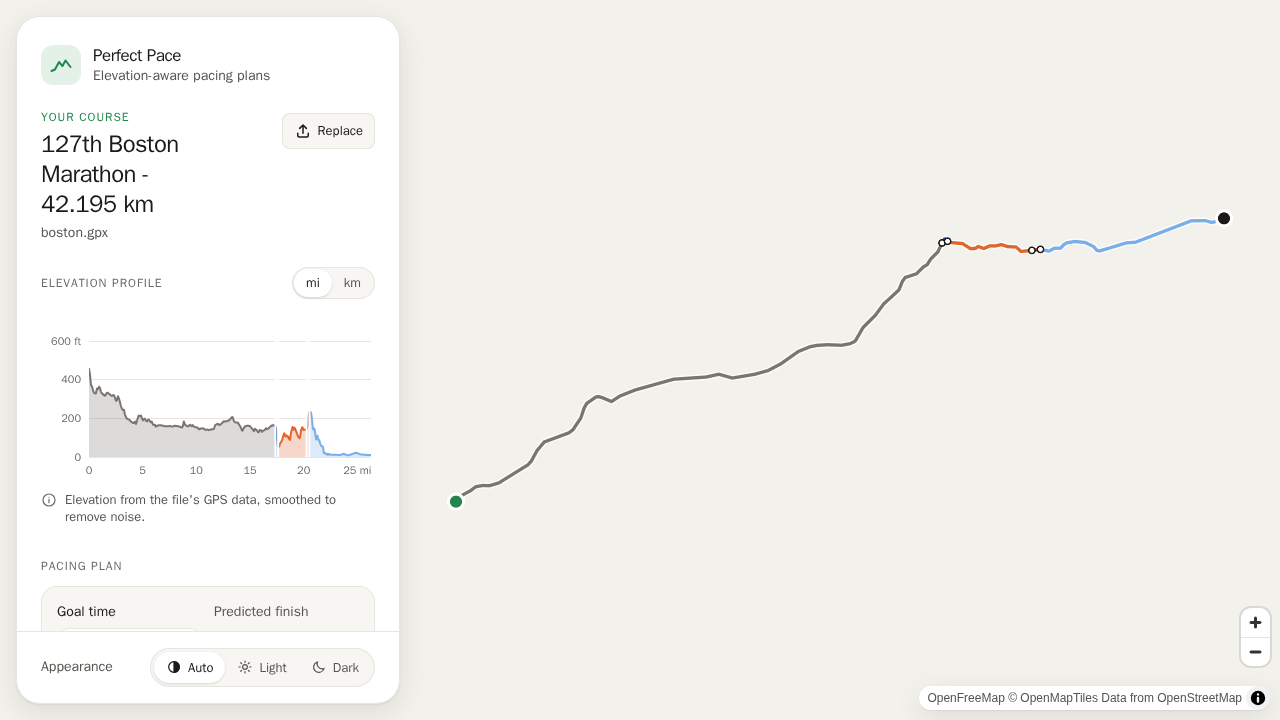 Perfect Pace
Elevation-aware pacing plans
YOUR COURSE
127th Boston
Marathon -
42.195 km
Replace
boston.gpx
ELEVATION PROFILE
mi km
600 ft
400
200
0
0 5 10 15 20 25 mi
Elevation from the file's GPS data, smoothed to
remove noise.
PACING PLAN
Goal time Predicted finish
Appearance Auto Light Dark
OpenFreeMap © OpenMapTiles Data from OpenStreetMap